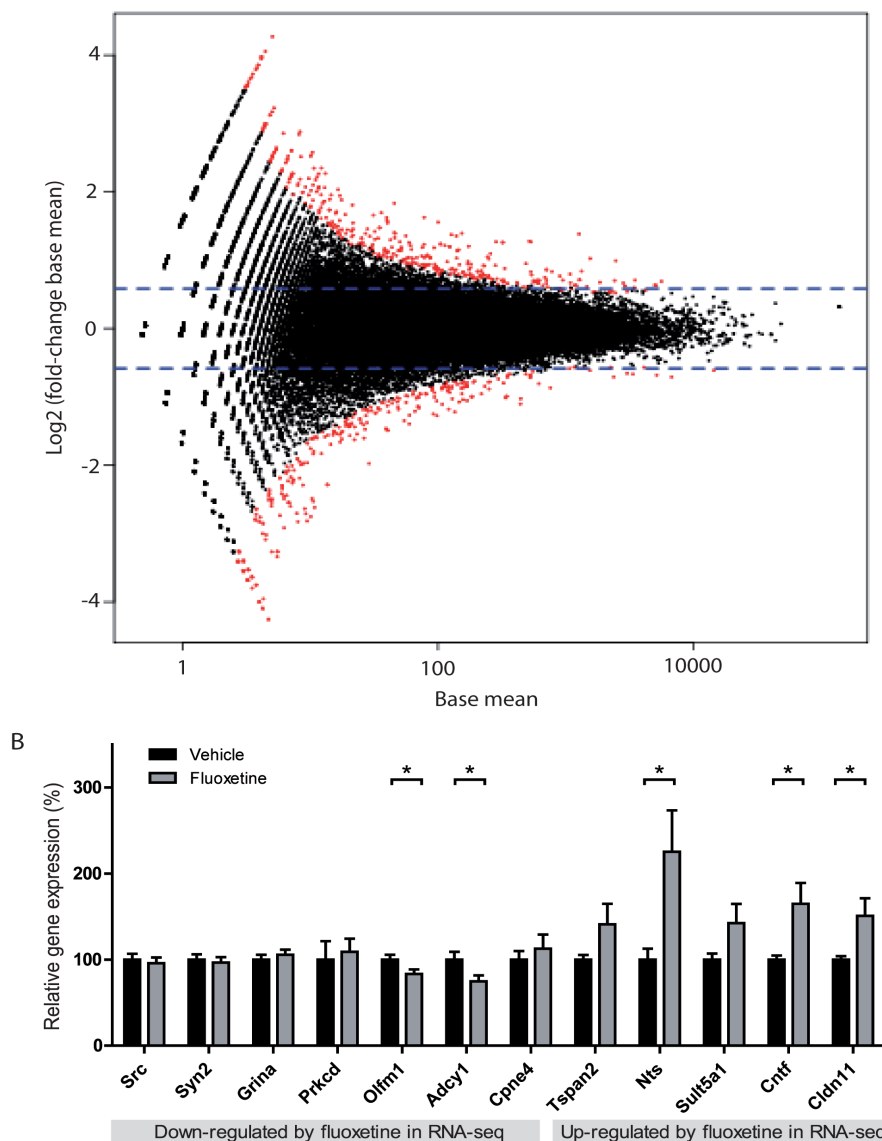 4
2
0
-2
-4
Log2 (fold-change base mean)
1
100
10000
Base mean
B
Vehicle
Fluoxetine
* * * * *
300
200
100
0
Relative gene expression (%)
Src Syn2 Grina Prkcd Olfm1 Adcy1 Cpne4 Tspan2 Nts Sult5a1 Cntf Cldn11
Down-regulated by fluoxetine in RNA-seq Up-regulated by fluoxetine in RNA-seq